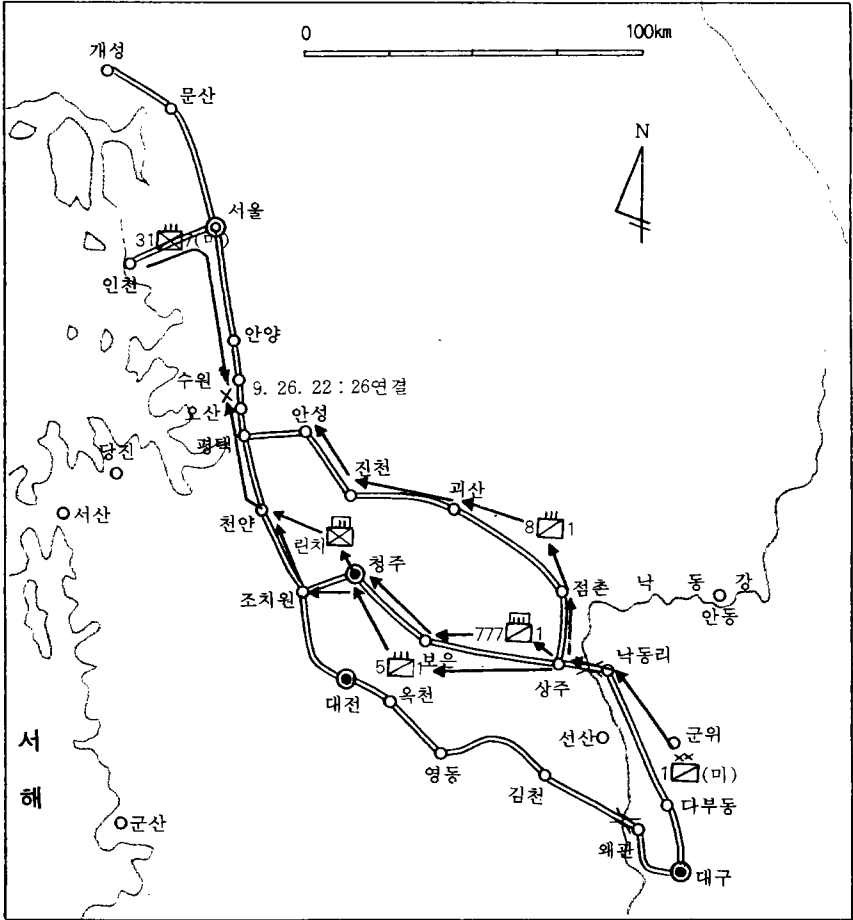 0 100km
개성
문산
N
서울
31 7(미)
인천
안양
수원
9. 26. 22 : 26연결
오산
안성
평택
당진
진천
서산
괴산
천양
8 1
린치
청주
점촌
낙 동 강
안동
조치원
777 1
보은
낙동리
5 1
상주
대전
옥천
선산
군위
서
해
영동
1 (미)
김천
다부동
군산
왜관
대구